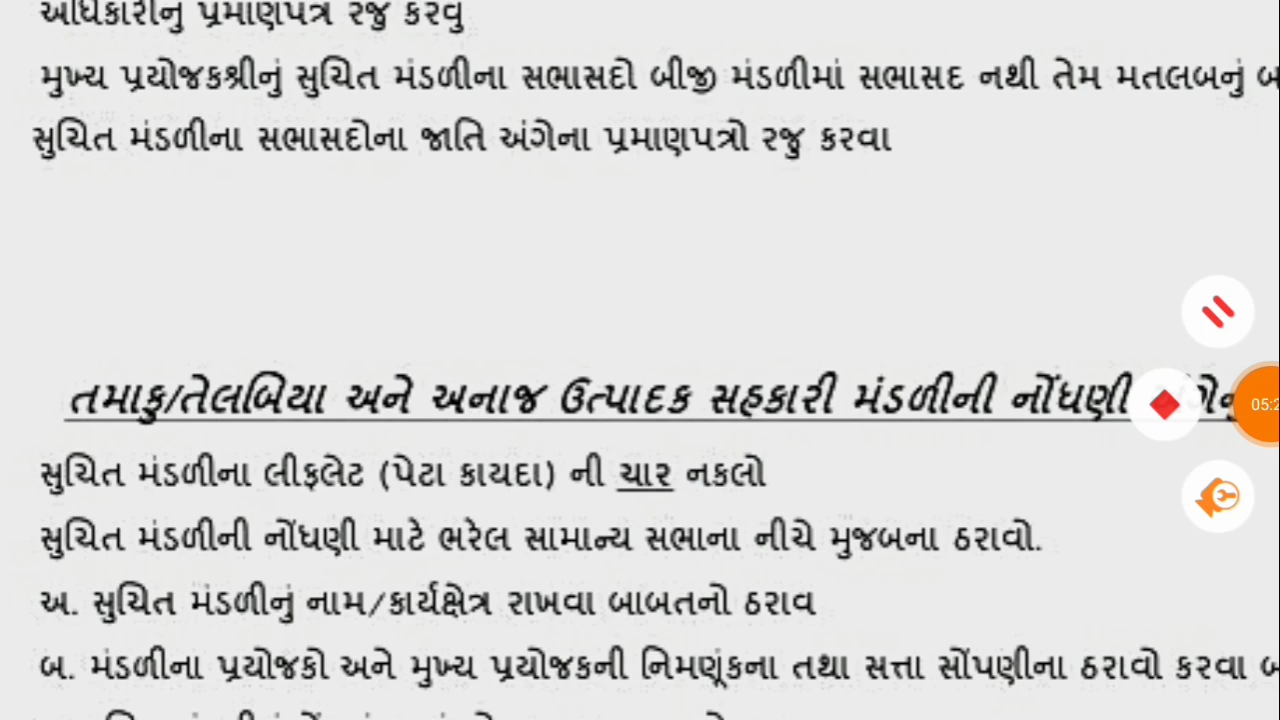 અધિકારીનું પ્રમાણપત્ર રજુ કરવુ
મુખ્ય પ્રયોજકશ્રીનું સુચિત મંડળીના સભાસદો બીજી મંડળીમાં સભાસદ નથી તેમ મતલબનું
સુચિત મંડળીના સભાસદોના જાતિ અંગેના પ્રમાણપત્રો રજુ કરવા
તમાકુ/તેલબિયા અને અનાજ ઉત્પાદક સહકારી મંડળીની નોંધણી
સુચિત મંડળીના લીફલેટ (પેટા કાયદા) ની ચાર નકલો
સુચિત મંડળીની નોંધણી માટે ભરેલ સામાન્ય સભાના નીચે મુજબના ઠરાવો.
અ. સુચિત મંડળીનું નામ/કાર્યક્ષેત્ર રાખવા બાબતનો ઠરાવ
બ. મંડળીના પ્રયોજકો અને મુખ્ય પ્રયોજકની નિમણૂંકના તથા સત્તા સોંપણીના ઠરાવો કરવા